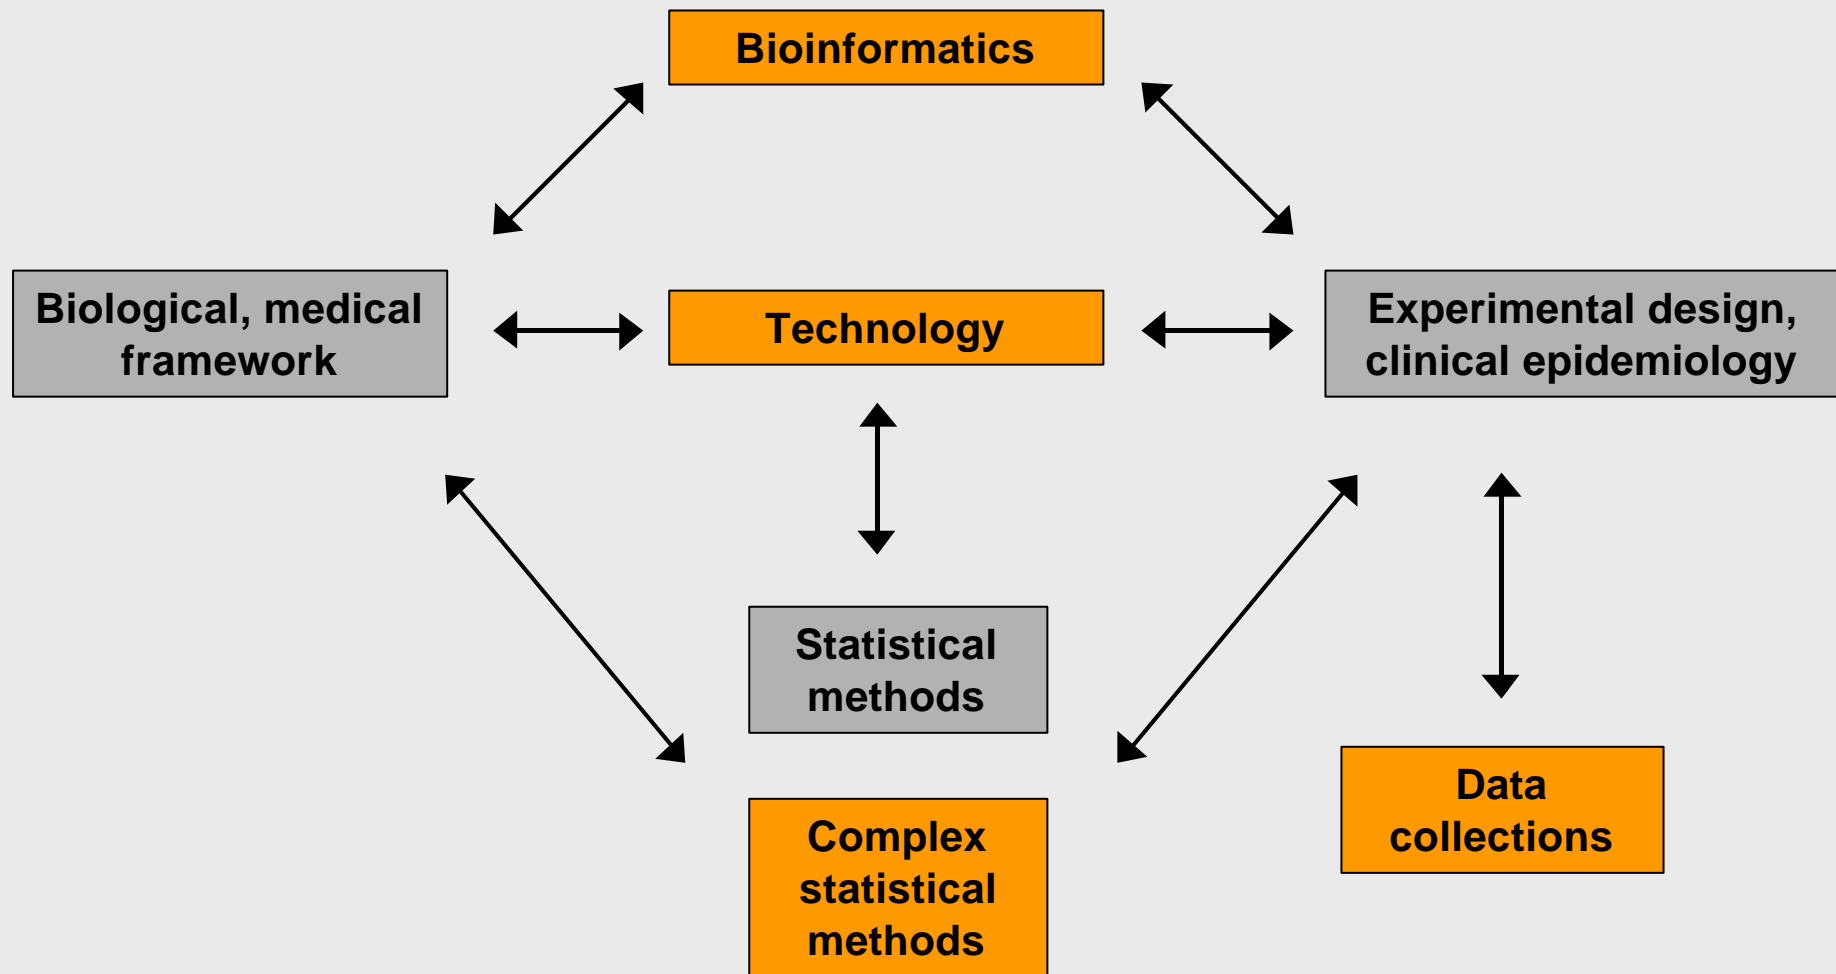 Bioinformatics
Biological, medical
framework
Technology
Experimental design,
clinical epidemiology
Statistical
methods
Data
collections
Complex
statistical
methods